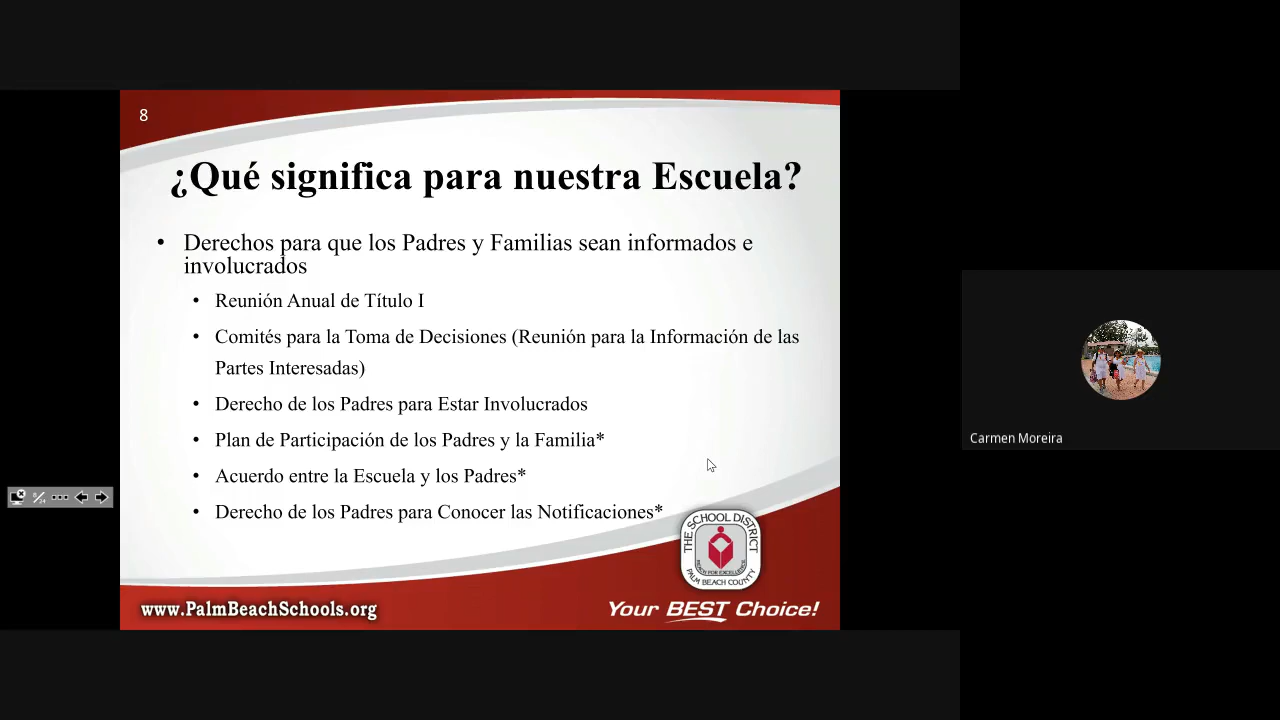 8
¿Qué significa para nuestra Escuela?
• Derechos para que los Padres y Familias sean informados e
involucrados
• Reunión Anual de Título I
• Comités para la Toma de Decisiones (Reunión para la Información de las
Partes Interesadas)
• Derecho de los Padres para Estar Involucrados
• Plan de Participación de los Padres y la Familia*
• Acuerdo entre la Escuela y los Padres*
• Derecho de los Padres para Conocer las Notificaciones*
THE SCHOOL DISTRICT
PALM BEACH COUNTY
www.PalmBeachSchools.org
Your BEST Choice!
Carmen Moreira